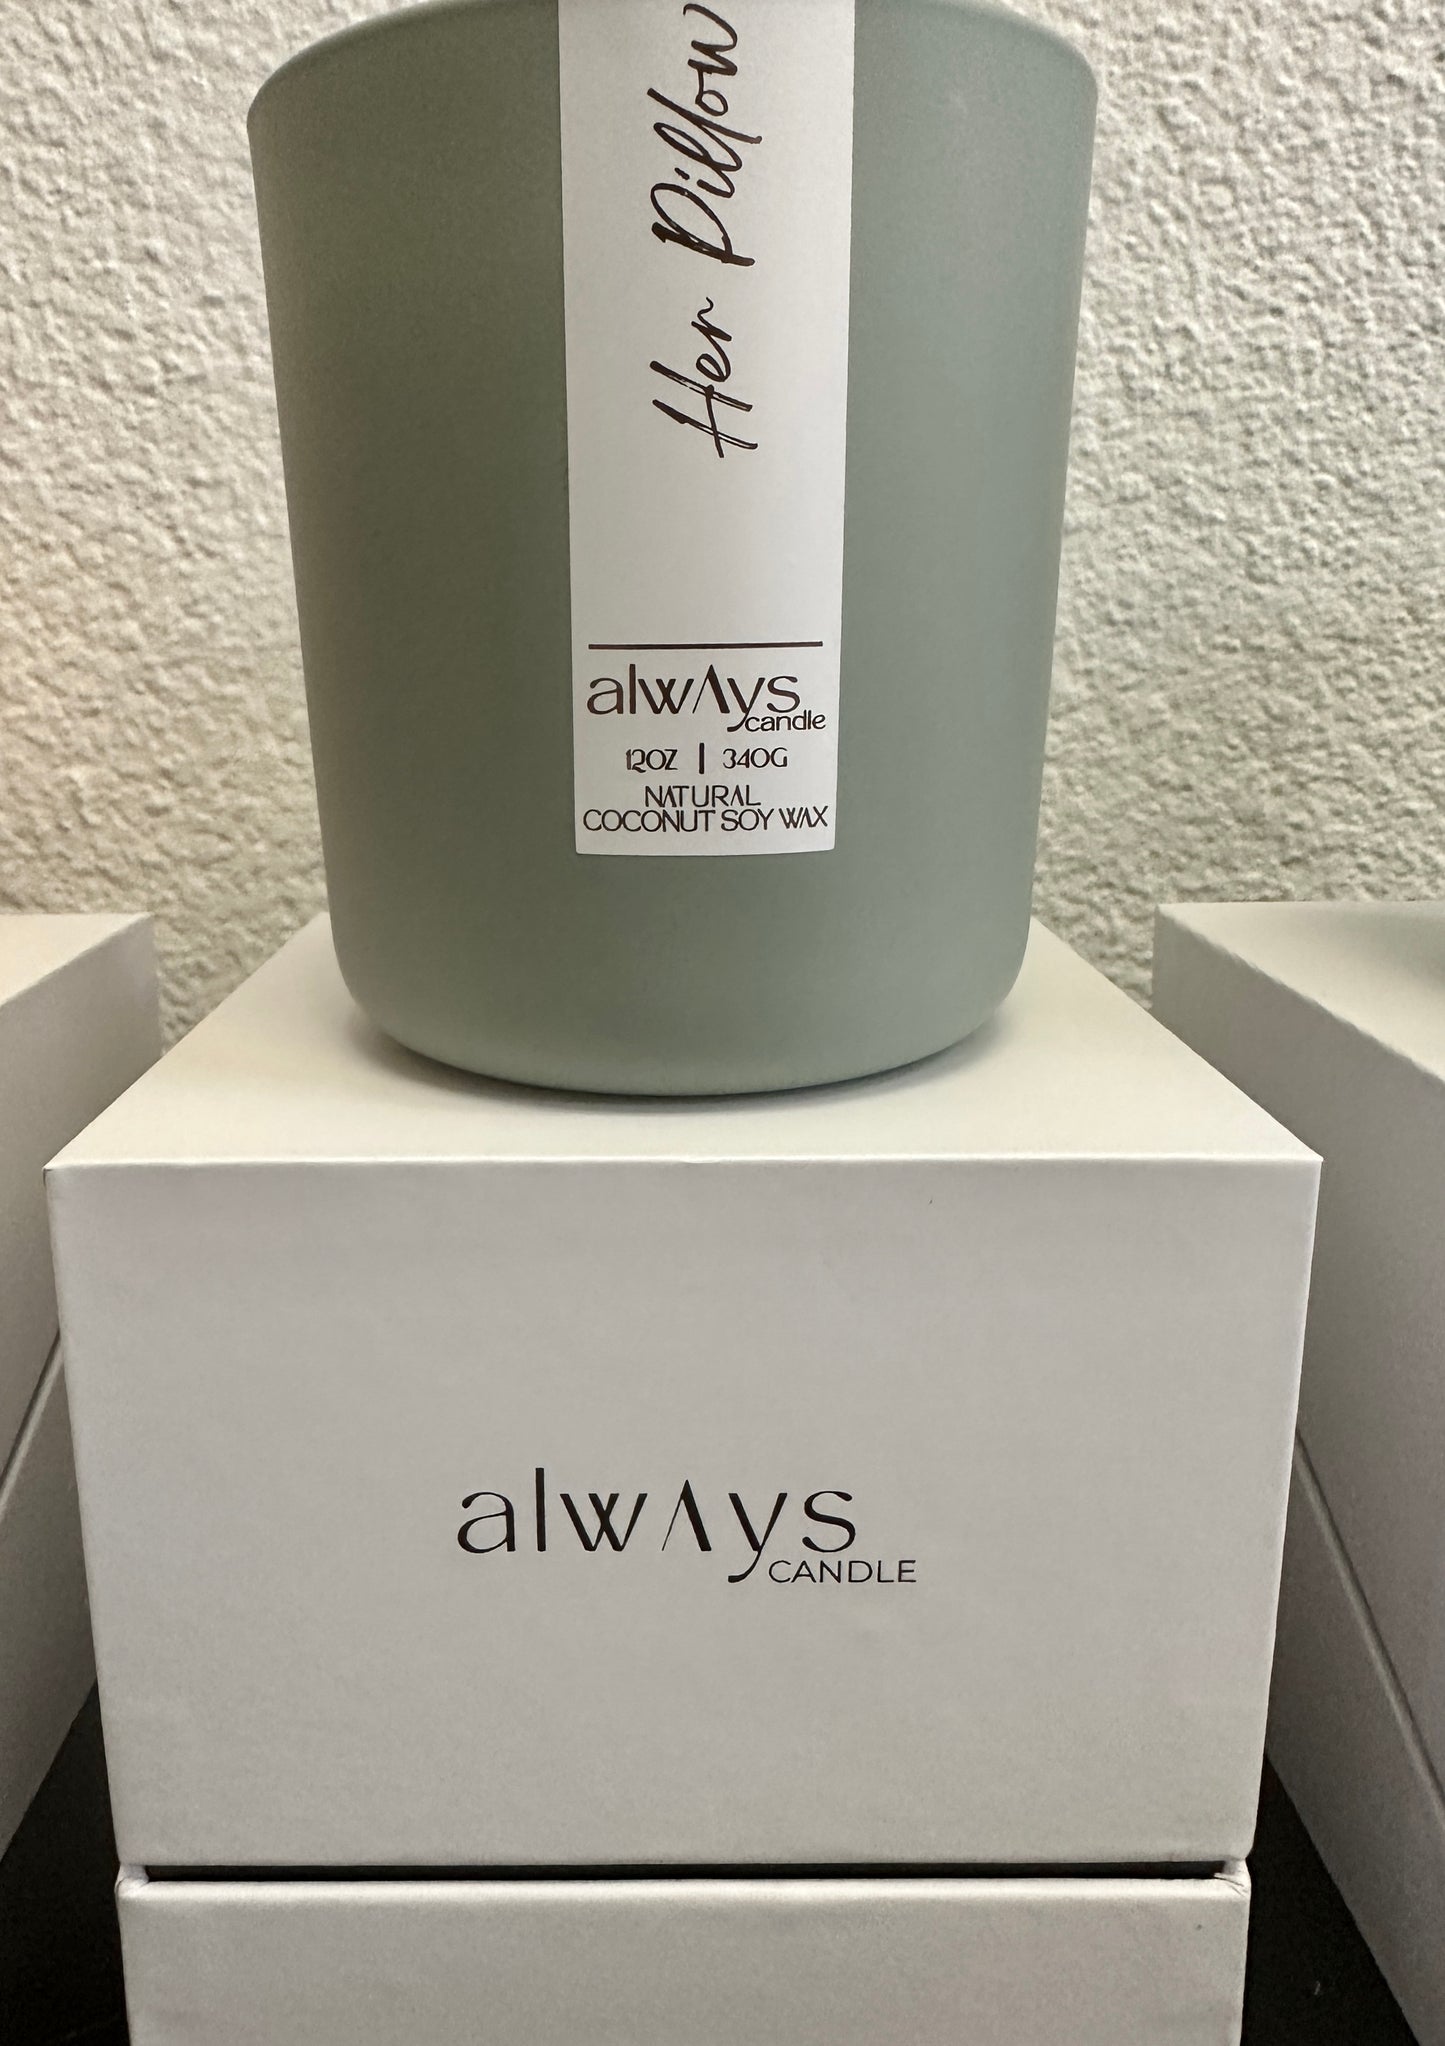 Her Pillow
always
candle
12OZ | 340G
NATURAL
COCONUT SOY WAX
always
CANDLE